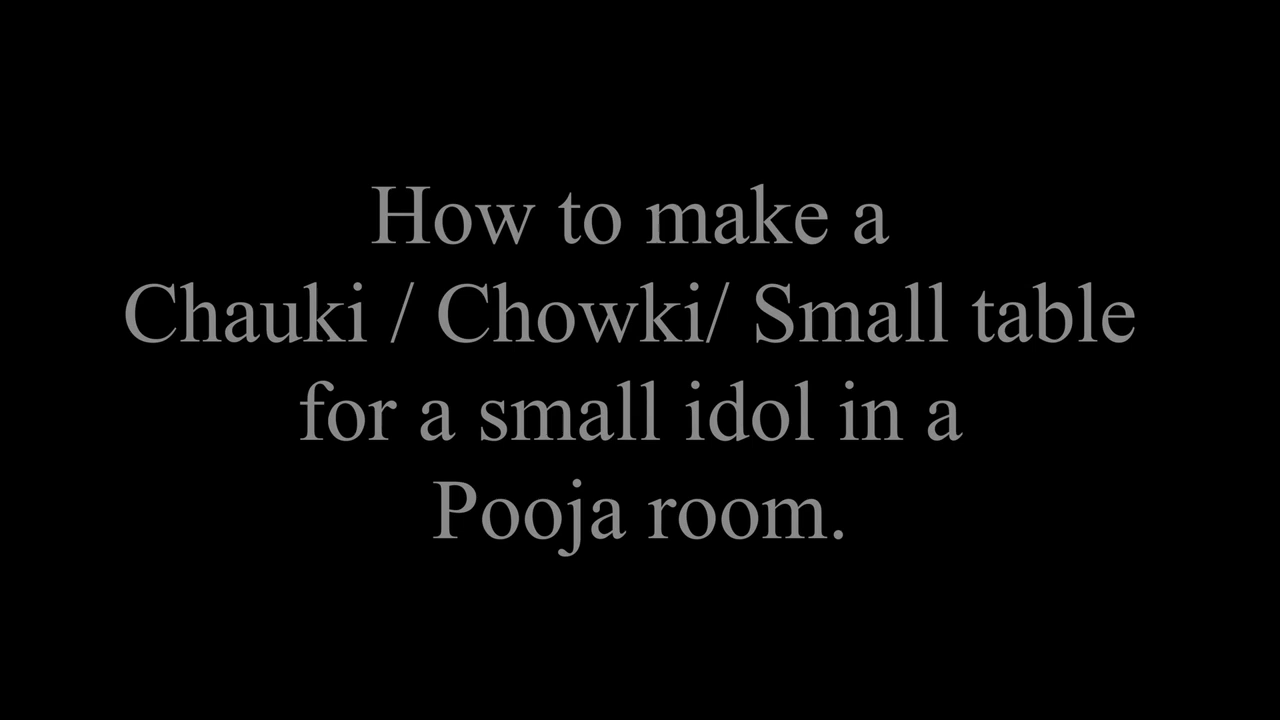 How to make a
Chauki / Chowki/ Small table
for a small idol in a
Pooja room.